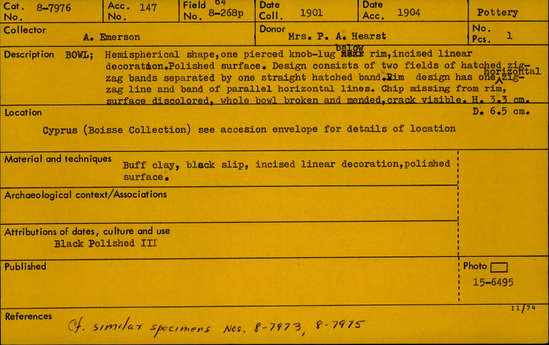 Cat. No. 8-7976 Acc. No. 147 Field No. 64 8-268p Date Coll. 1901 Date Acc. 1904 Pottery
Collector A. Emerson Donor Mrs. P. A. Hearst No. Pcs. 1
below
Description BOWL; Hemispherical shape,one pierced knob-lug near rim,incised linear
decoration.Polished surface. Design consists of two fields of hatched zig-
horizontal
zag bands separated by one straight hatched band.Rim design has one zig-
zag line and band of parallel horizontal lines. Chip missing from rim,
surface discolored, whole bowl broken and mended,crack visible. H. 3.3 cm.
D. 6.5 cm.
Location
Cyprus (Boisse Collection) see accesion envelope for details of location
Material and techniques
Buff clay, black slip, incised linear decoration,polished
surface.
Archaeological context/Associations
Attributions of dates, culture and use
Black Polished III
Published
Photo
15-6495
11/74
References
Cf. similar specimens Nos. 8-7973, 8-7975